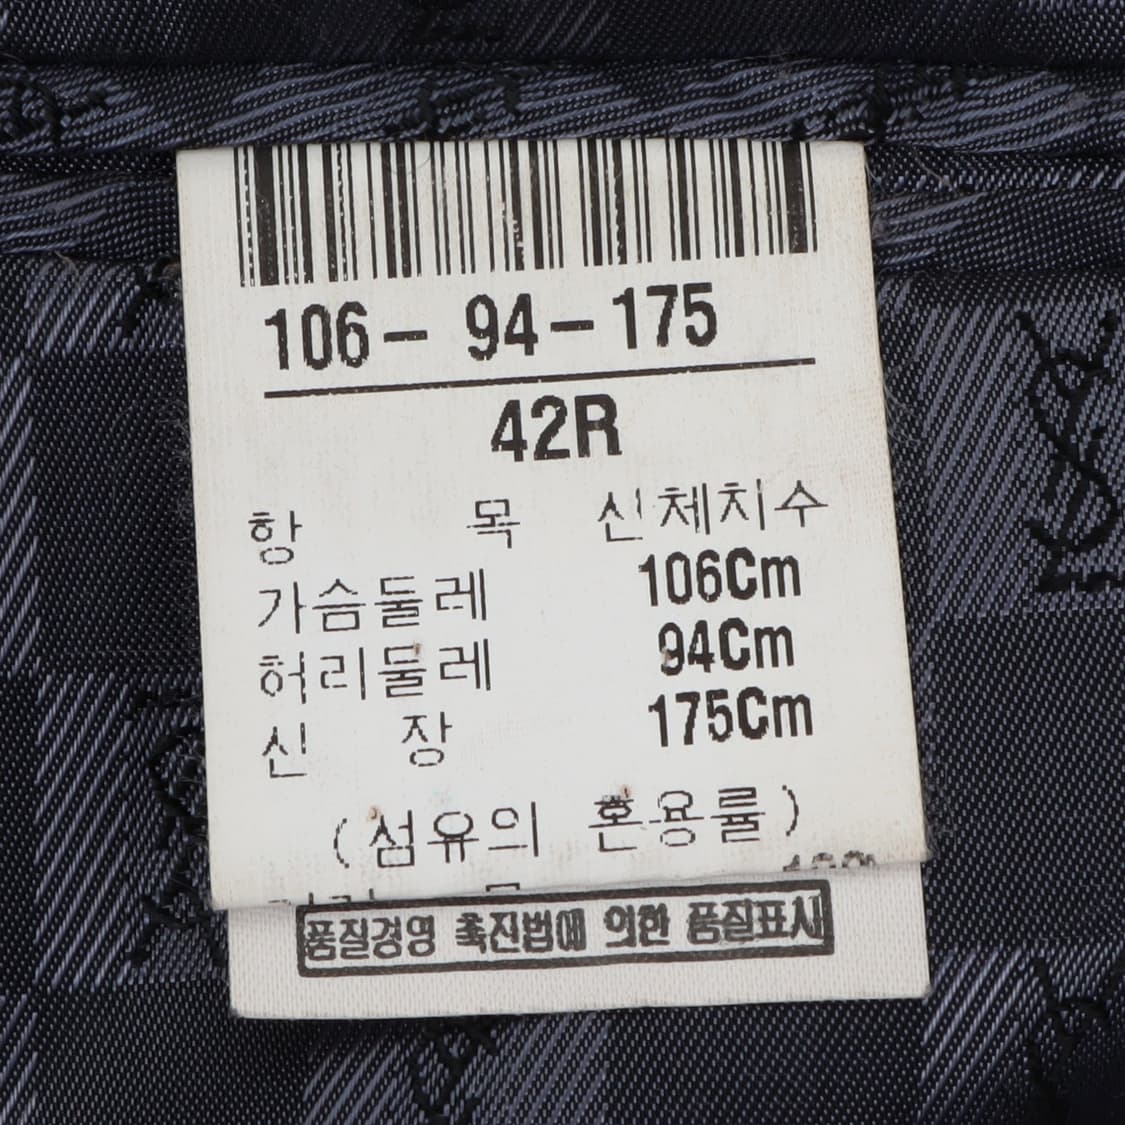 106- 94-175
42R
항 목 신체치수
가슴둘레 106Cm
허리둘레 94Cm
신 장 175Cm
(섬유의 혼용률)
품질경영 촉진법에 의한 품질표시